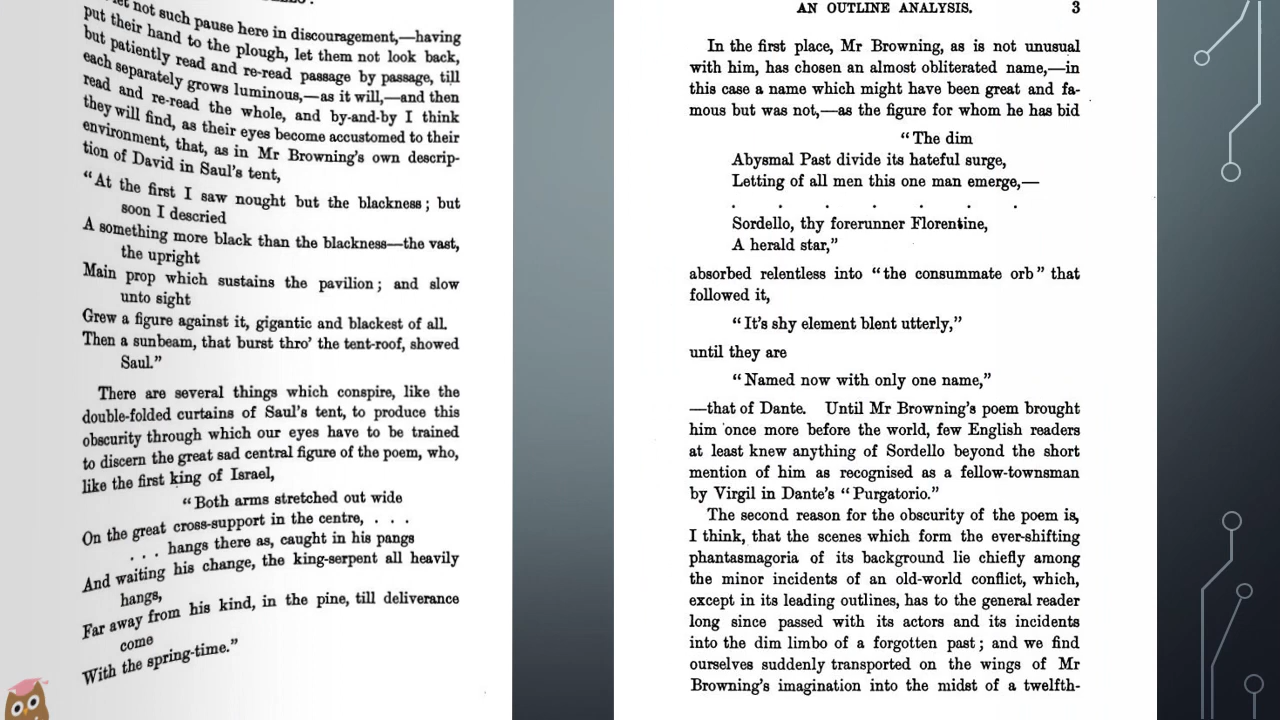 not such pause here in discouragement,—having
put their hand to the plough, let them not look back,
but patiently read and re-read passage by passage, till
each separately grows luminous,—as it will,—and then
read and re-read the whole, and by-and-by I think
they will find, as their eyes become accustomed to their
environment, that, as in Mr Browning's own descrip-
tion of David in Saul's tent,
“At the first I saw nought but the blackness; but
soon I descried
A something more black than the blackness—the vast,
the upright
Main prop which sustains the pavilion; and slow
unto sight
Grew a figure against it, gigantic and blackest of all.
Then a sunbeam, that burst thro' the tent-roof, showed
Saul.”
There are several things which conspire, like the
double-folded curtains of Saul's tent, to produce this
obscurity through which our eyes have to be trained
to discern the great sad central figure of the poem, who,
like the first king of Israel,
“Both arms stretched out wide
On the great cross-support in the centre, . . .
. . . hangs there as, caught in his pangs
And waiting his change, the king-serpent all heavily
hangs,
Far away from his kind, in the pine, till deliverance
come
With the spring-time.”
AN OUTLINE ANALYSIS. 3
In the first place, Mr Browning, as is not unusual
with him, has chosen an almost obliterated name,—in
this case a name which might have been great and fa-
mous but was not,—as the figure for whom he has bid
“The dim
Abysmal Past divide its hateful surge,
Letting of all men this one man emerge,—
. . . . . . .
Sordello, thy forerunner Florentine,
A herald star,”
absorbed relentless into “the consummate orb” that
followed it,
“It's shy element blent utterly,”
until they are
“Named now with only one name,”
—that of Dante. Until Mr Browning's poem brought
him once more before the world, few English readers
at least knew anything of Sordello beyond the short
mention of him as recognised as a fellow-townsman
by Virgil in Dante's “Purgatorio.”
The second reason for the obscurity of the poem is,
I think, that the scenes which form the ever-shifting
phantasmagoria of its background lie chiefly among
the minor incidents of an old-world conflict, which,
except in its leading outlines, has to the general reader
long since passed with its actors and its incidents
into the dim limbo of a forgotten past; and we find
ourselves suddenly transported on the wings of Mr
Browning's imagination into the midst of a twelfth-